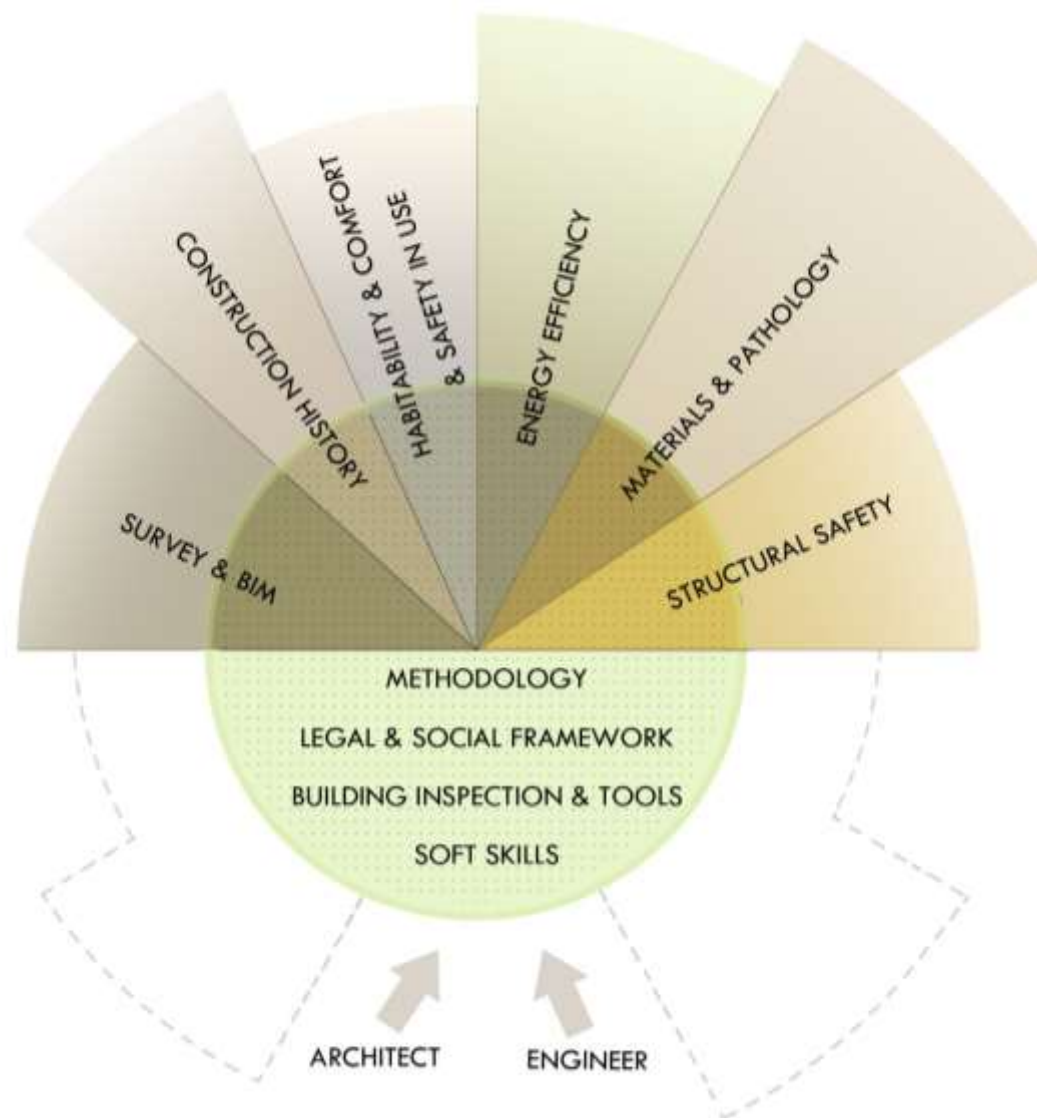 SURVEY & BIM
CONSTRUCTION HISTORY
HABITABILITY & COMFORT
& SAFETY IN USE
ENERGY EFFICIENCY
MATERIALS & PATHOLOGY
STRUCTURAL SAFETY
METHODOLOGY
LEGAL & SOCIAL FRAMEWORK
BUILDING INSPECTION & TOOLS
SOFT SKILLS
ARCHITECT
ENGINEER